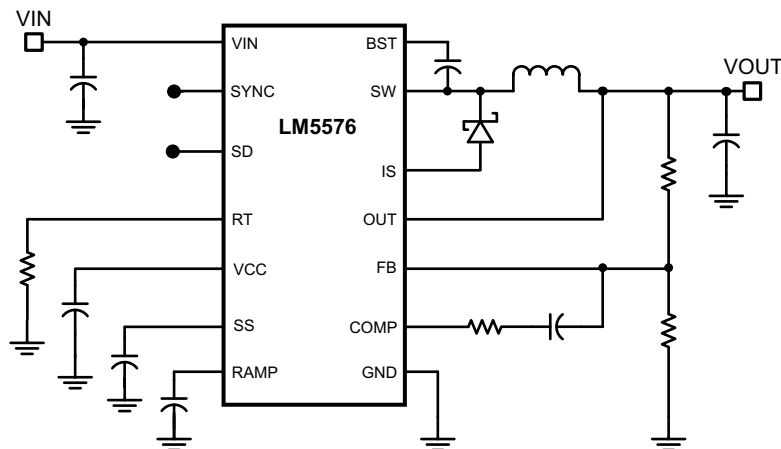 VIN
VOUT
LM5576
VIN
SYNC
SD
RT
VCC
SS
RAMP
BST
SW
IS
OUT
FB
COMP
GND